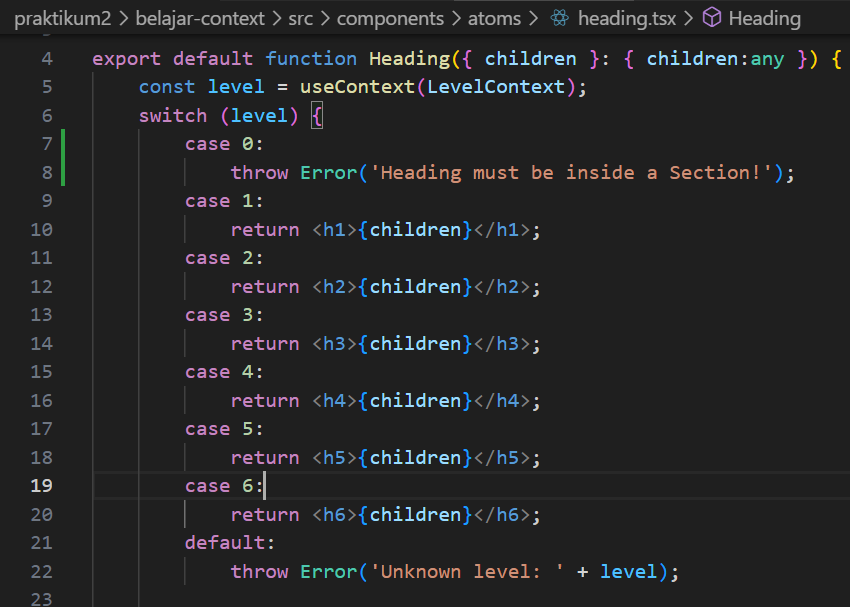 praktikum2 > belajar-context > src > components > atoms > heading.tsx > Heading
4 export default function Heading({ children }: { children:any }) {
5 const level = useContext(LevelContext);
6 switch (level) {
7 case 0:
8 throw Error('Heading must be inside a Section!');
9 case 1:
10 return <h1>{children}</h1>;
11 case 2:
12 return <h2>{children}</h2>;
13 case 3:
14 return <h3>{children}</h3>;
15 case 4:
16 return <h4>{children}</h4>;
17 case 5:
18 return <h5>{children}</h5>;
19 case 6:
20 return <h6>{children}</h6>;
21 default:
22 throw Error('Unknown level: ' + level);
23